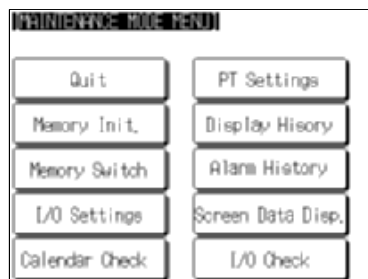 [MAINTENANCE MODE MENU]
Quit
PT Settings
Memory Init.
Display Hisory
Memory Switch
Alarm History
I/O Settings
Screen Data Disp.
Calendar Check
I/O Check